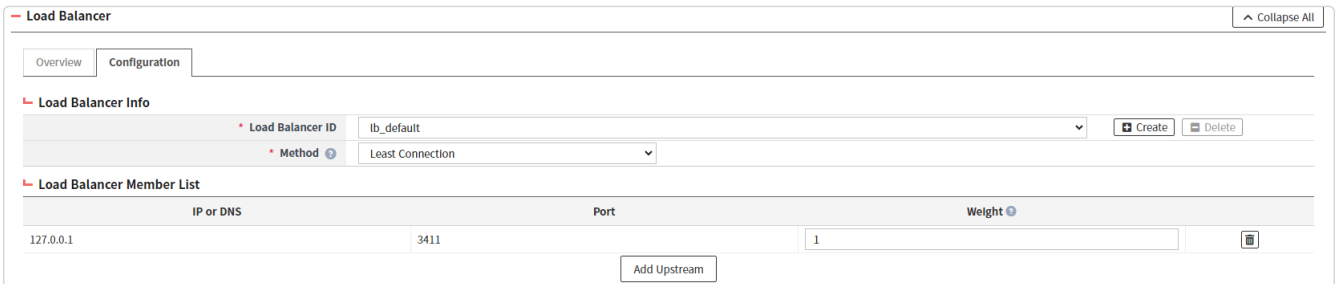 Load Balancer
Collapse All
Overview Configuration
Load Balancer Info
* Load Balancer ID lb_default Create Delete
* Method Least Connection
Load Balancer Member List
IP or DNS Port Weight
127.0.0.1 3411 1
Add Upstream